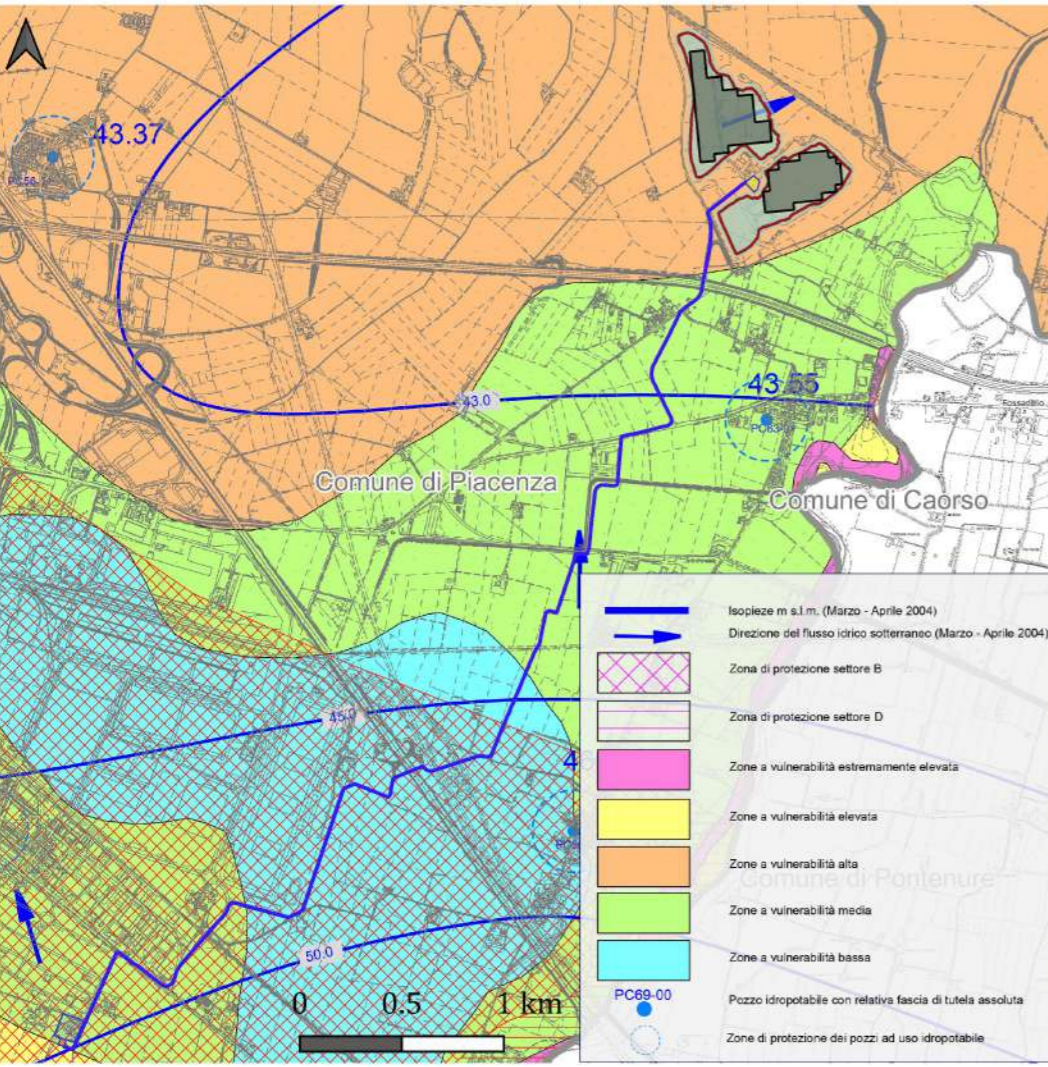 43.37
PC56-
43.0
43.55
PC63-0
Fossadello
Comune di Piacenza
Comune di Caorso
Isopieze m s.l.m. (Marzo - Aprile 2004)
Direzione del flusso idrico sotterraneo (Marzo - Aprile 2004)
Zona di protezione settore B
Zona di protezione settore D
45.0
Zone a vulnerabilità estremamente elevata
Zone a vulnerabilità elevata
Zone a vulnerabilità alta
Comune di Pontenure
Zone a vulnerabilità media
50.0
Zone a vulnerabilità bassa
PC69-00
Pozzo idropotabile con relativa fascia di tutela assoluta
0 0.5 1 km
Zone di protezione dei pozzi ad uso idropotabile